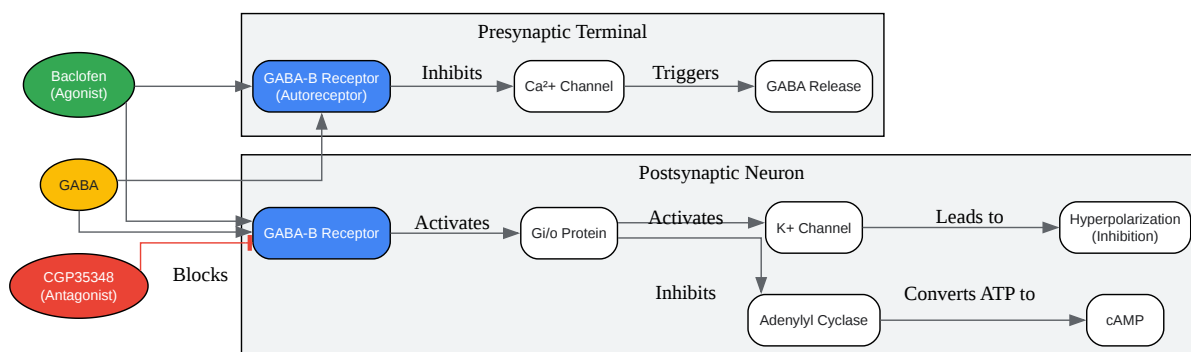 Presynaptic Terminal
Baclofen
(Agonist)
GABA-B Receptor
(Autoreceptor)
Inhibits
Ca²+ Channel
Triggers
GABA Release
GABA
Postsynaptic Neuron
GABA-B Receptor
Activates
Gi/o Protein
Activates
K+ Channel
Leads to
Hyperpolarization
(Inhibition)
CGP35348
(Antagonist)
Blocks
Inhibits
Adenylyl Cyclase
Converts ATP to
cAMP